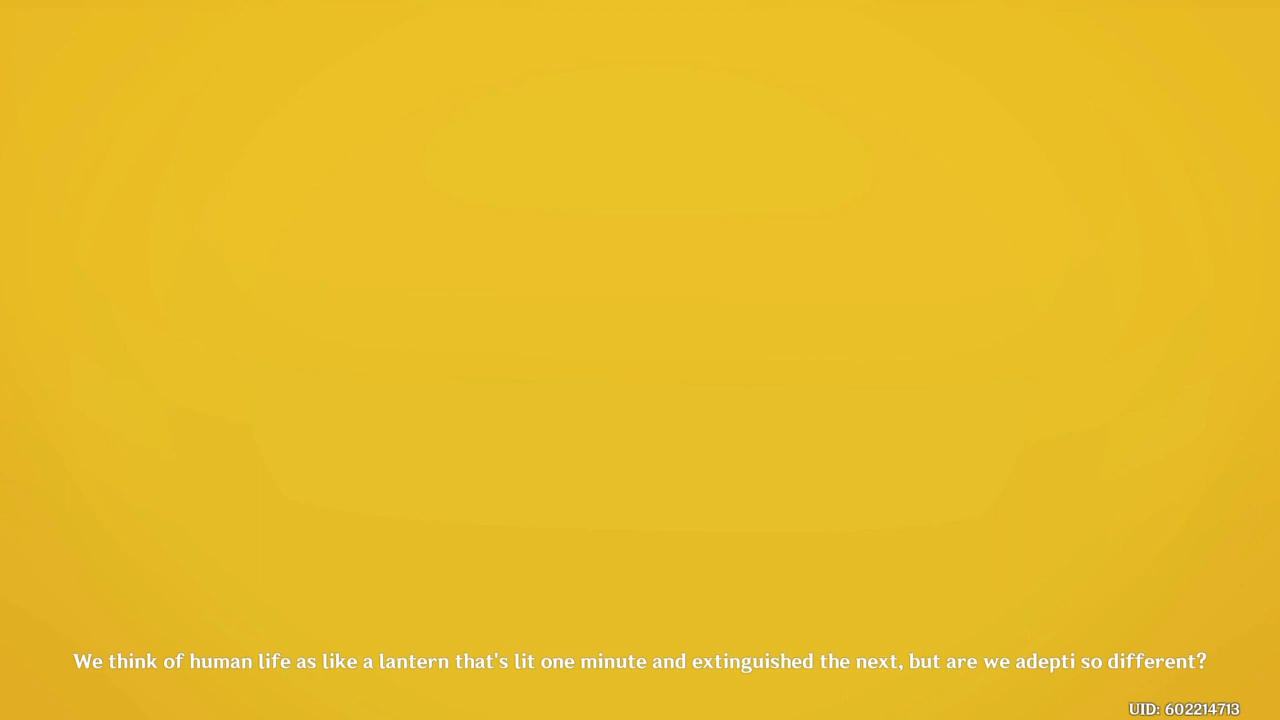 We think of human life as like a lantern that's lit one minute and extinguished the next, but are we adepti so different?
UID: 602214713